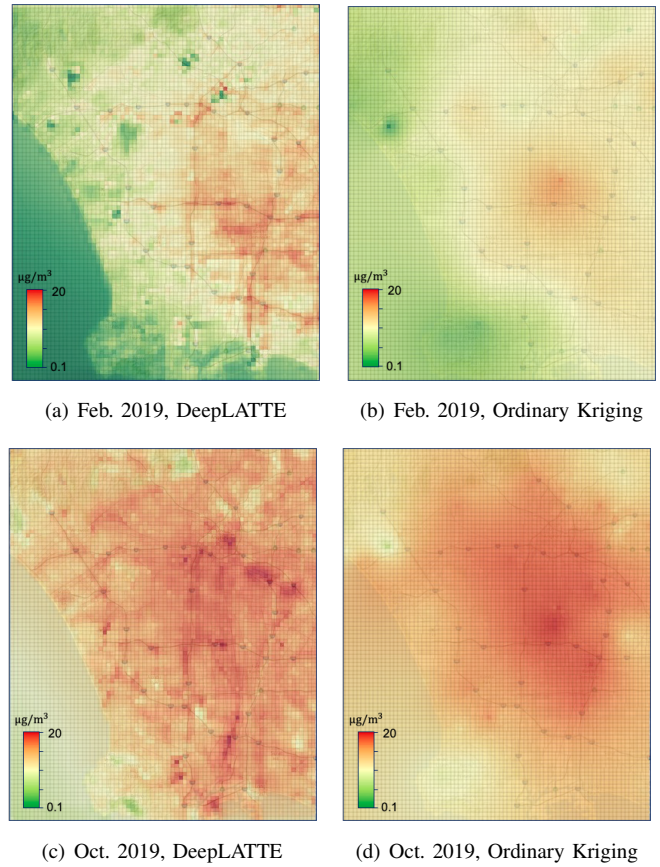 μg/m³
20
0.1
μg/m³
20
0.1
(a) Feb. 2019, DeepLATTE
(b) Feb. 2019, Ordinary Kriging
μg/m³
20
0.1
μg/m³
20
0.1
(c) Oct. 2019, DeepLATTE
(d) Oct. 2019, Ordinary Kriging